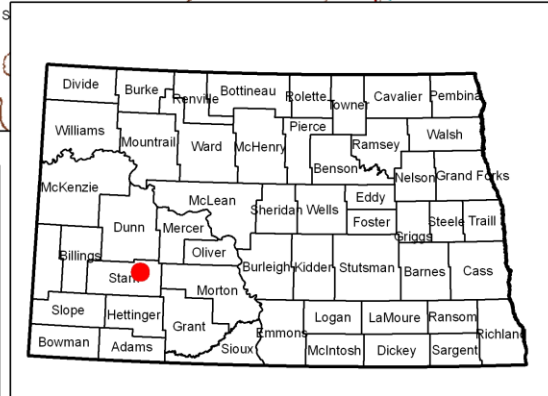 S
Divide Burke Renville Bottineau Rolette Towner Cavalier Pembina
Williams Mountrail Ward McHenry Pierce Ramsey Walsh
Benson Nelson Grand Forks
McKenzie McLean Sheridan Wells Eddy
Dunn Mercer Foster Griggs Steele Traill
Billings Oliver Burleigh Kidder Stutsman Barnes Cass
Stark Morton
Slope Hettinger Grant Logan LaMoure Ransom
Emmons Richland
Bowman Adams Sioux McIntosh Dickey Sargent